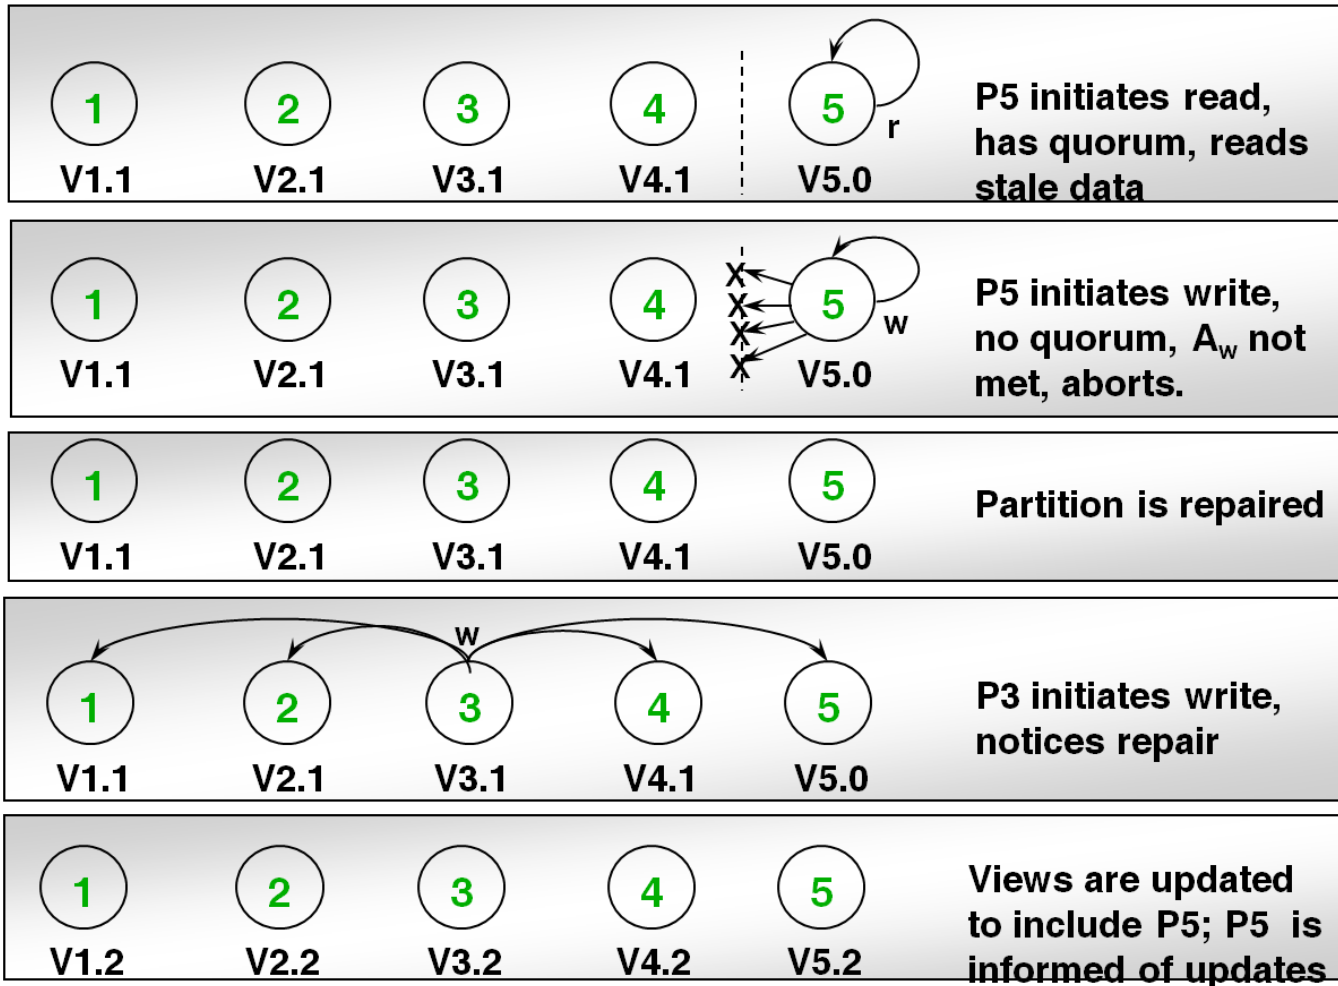 1 2 3 4 5
r
V1.1 V2.1 V3.1 V4.1 V5.0
P5 initiates read,
has quorum, reads
stale data
1 2 3 4 X X X X 5
w
V1.1 V2.1 V3.1 V4.1 V5.0
P5 initiates write,
no quorum, Aw not
met, aborts.
1 2 3 4 5
V1.1 V2.1 V3.1 V4.1 V5.0
Partition is repaired
w
1 2 3 4 5
V1.1 V2.1 V3.1 V4.1 V5.0
P3 initiates write,
notices repair
1 2 3 4 5
V1.2 V2.2 V3.2 V4.2 V5.2
Views are updated
to include P5; P5 is
informed of updates